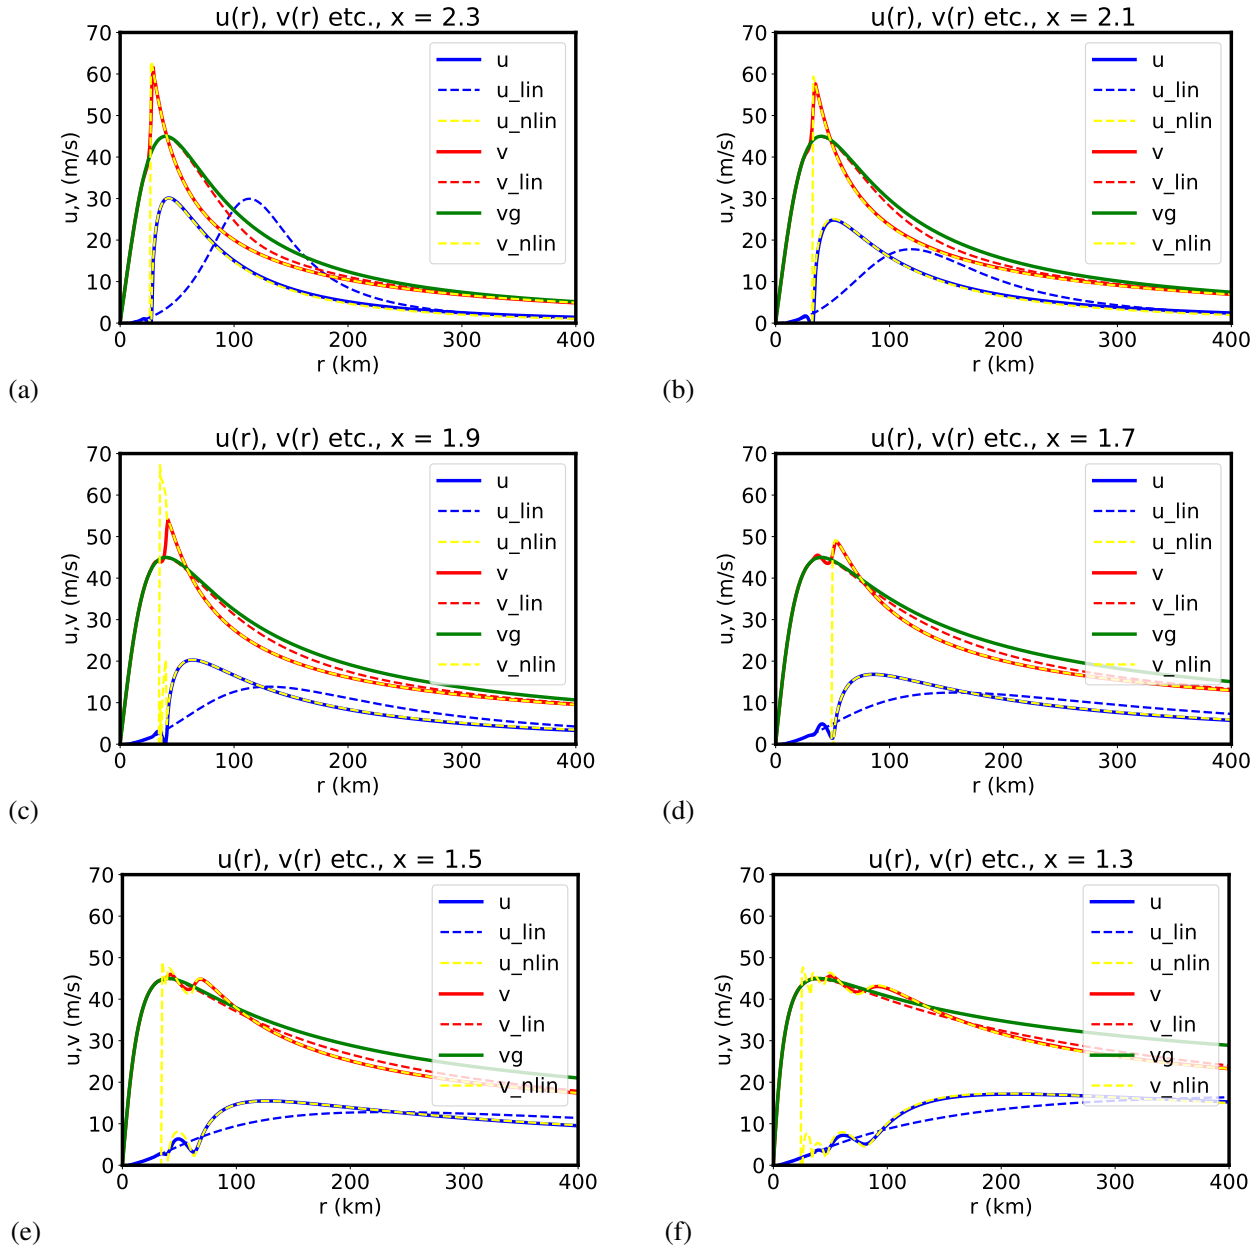 u(r), v(r) etc., x = 2.3
70
60
50
40
30
20
10
0
u,v (m/s)
u
u_lin
u_nlin
v
v_lin
vg
v_nlin
0 100 200 300 400
r (km)
(a)
u(r), v(r) etc., x = 2.1
70
60
50
40
30
20
10
0
u,v (m/s)
u
u_lin
u_nlin
v
v_lin
vg
v_nlin
0 100 200 300 400
r (km)
(b)
u(r), v(r) etc., x = 1.9
70
60
50
40
30
20
10
0
u,v (m/s)
u
u_lin
u_nlin
v
v_lin
vg
v_nlin
0 100 200 300 400
r (km)
(c)
u(r), v(r) etc., x = 1.7
70
60
50
40
30
20
10
0
u,v (m/s)
u
u_lin
u_nlin
v
v_lin
vg
v_nlin
0 100 200 300 400
r (km)
(d)
u(r), v(r) etc., x = 1.5
70
60
50
40
30
20
10
0
u,v (m/s)
u
u_lin
u_nlin
v
v_lin
vg
v_nlin
0 100 200 300 400
r (km)
(e)
u(r), v(r) etc., x = 1.3
70
60
50
40
30
20
10
0
u,v (m/s)
u
u_lin
u_nlin
v
v_lin
vg
v_nlin
0 100 200 300 400
r (km)
(f)